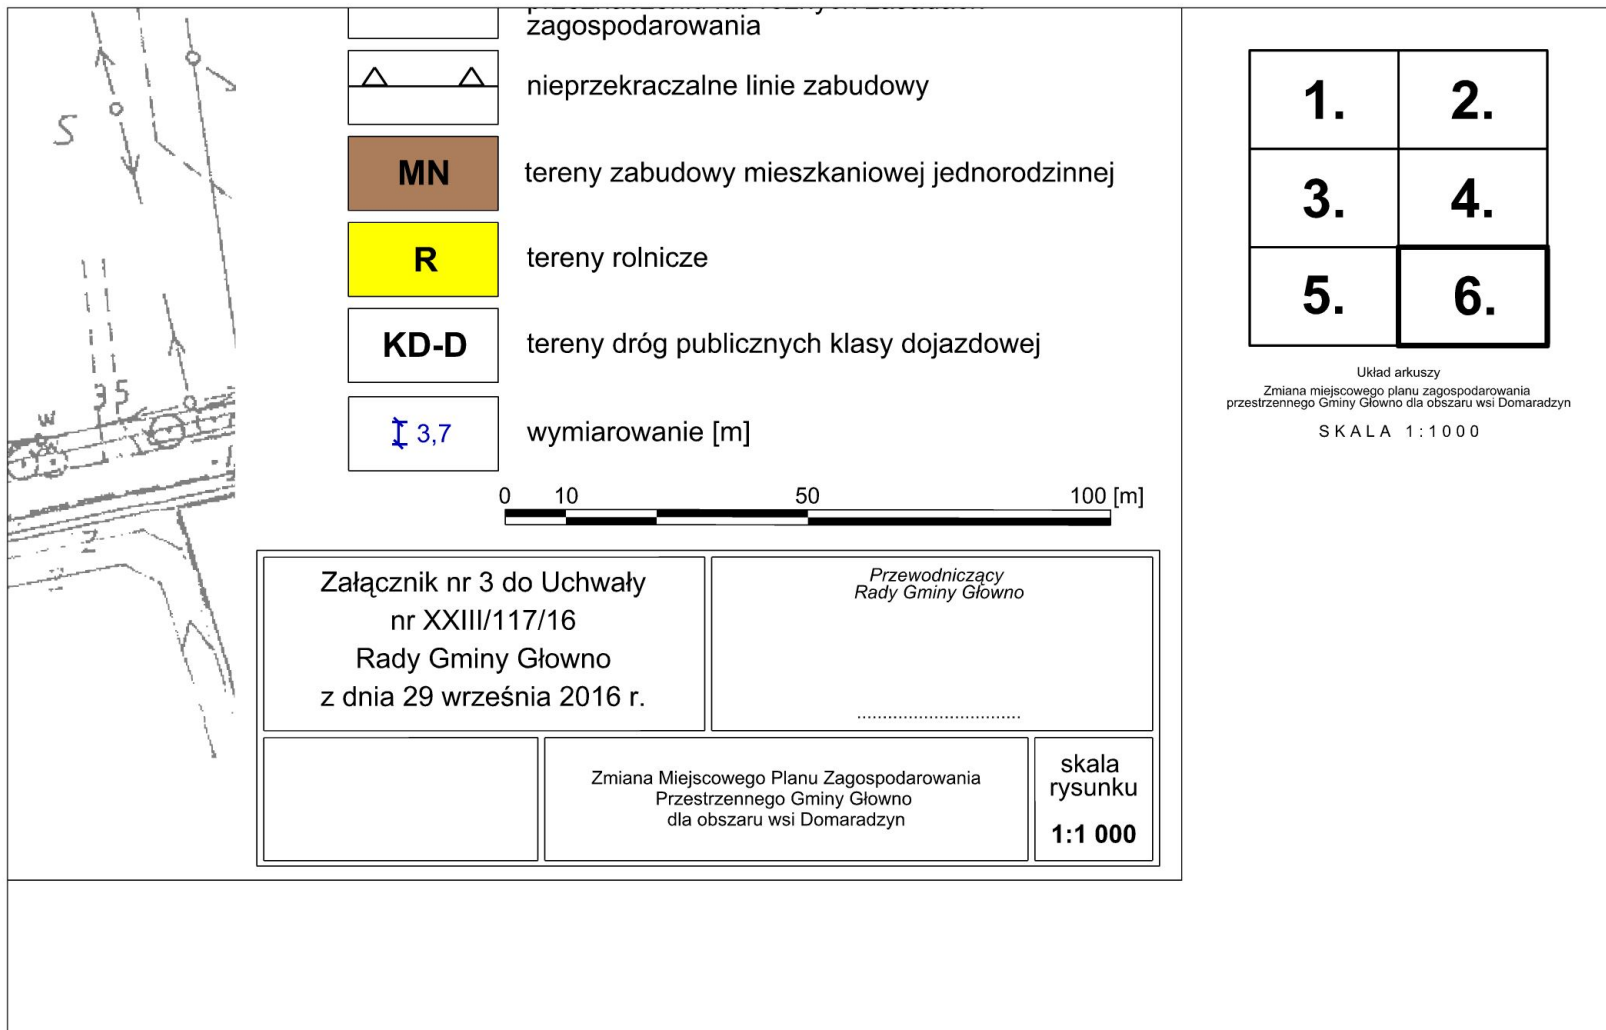 zagospodarowania
nieprzekraczalne linie zabudowy
MN
tereny zabudowy mieszkaniowej jednorodzinnej
R
tereny rolnicze
KD-D
tereny dróg publicznych klasy dojazdowej
3,7
wymiarowanie [m]
0 10 50 100 [m]
Załącznik nr 3 do Uchwały
nr XXIII/117/16
Rady Gminy Głowno
z dnia 29 września 2016 r.
Przewodniczący
Rady Gminy Głowno
Zmiana Miejscowego Planu Zagospodarowania
Przestrzennego Gminy Głowno
dla obszaru wsi Domaradzyn
skala
rysunku
1:1 000
1. 2.
3. 4.
5. 6.
Układ arkuszy
Zmiana miejscowego planu zagospodarowania
przestrzennego Gminy Głowno dla obszaru wsi Domaradzyn
SKALA 1:1000
S
35
w
2